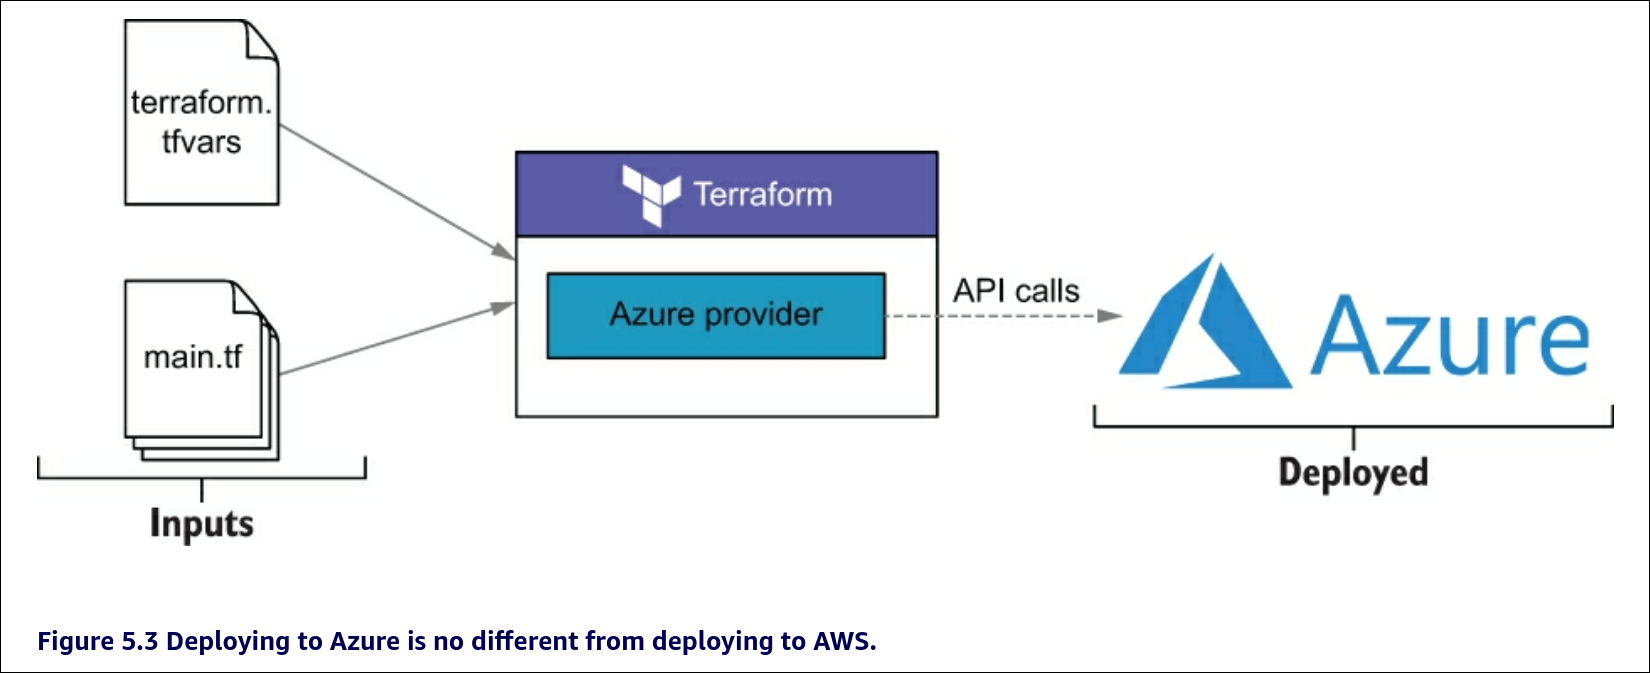 terraform.
tfvars
Terraform
Azure provider
API calls
Azure
main.tf
Inputs
Deployed
Figure 5.3 Deploying to Azure is no different from deploying to AWS.